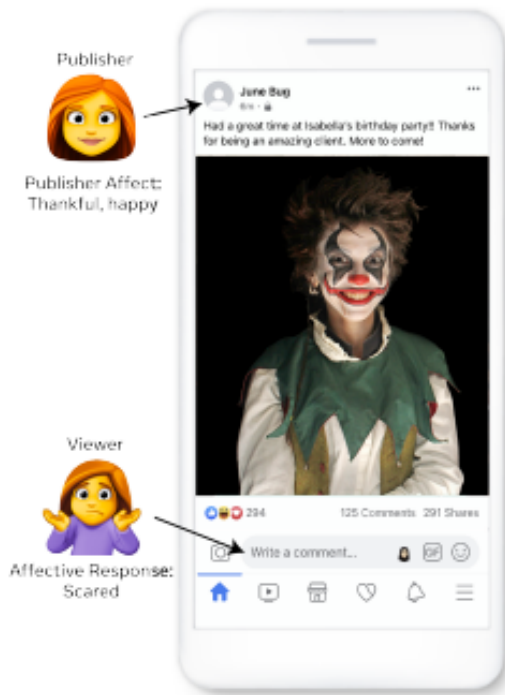 Publisher
Publisher Affect:
Thankful, happy
June Bug
6m
Had a great time at Isabella's birthday party!! Thanks
for being an amazing client. More to come!
294
125 Comments 291 Shares
Write a comment...
GIF
Viewer
Affective Response:
Scared